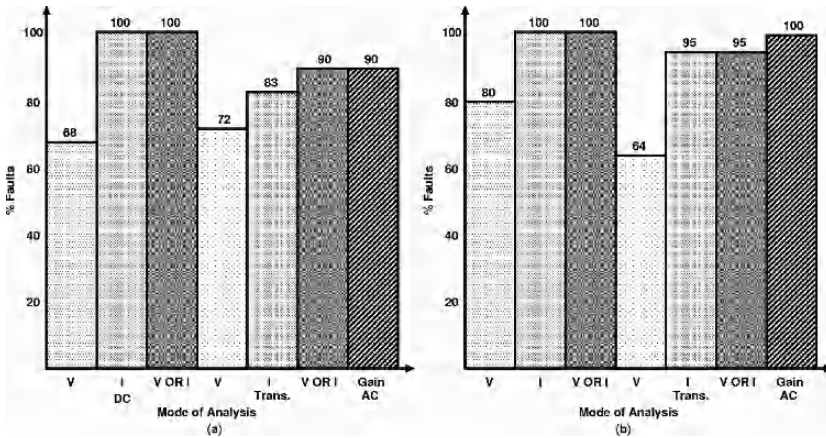 100 100
100
90 90
83
80
72
68
60
% Faults
40
20
V I V OR I V I V OR I Gain
DC Trans. AC
Mode of Analysis
(a)
100 100 100
100
95 95
80
80
64
60
% Faults
40
20
V I V OR I V I V OR I Gain
Trans. AC
Mode of Analysis
(b)